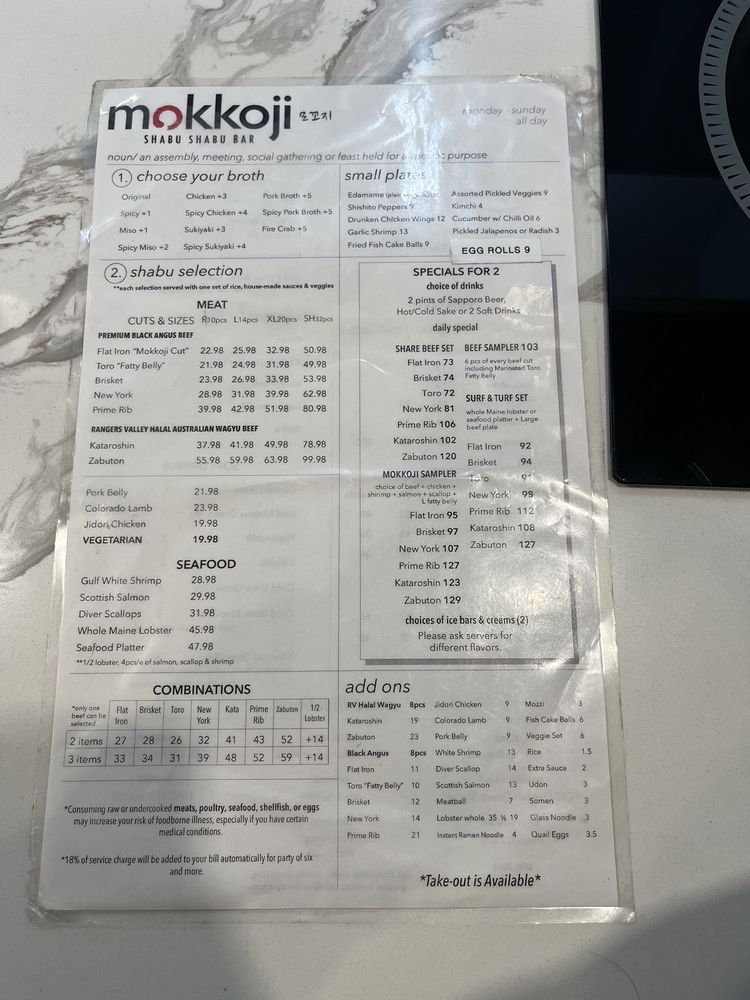 mokkoji 모꼬지
SHABU SHABU BAR
monday - sunday
all day
noun/ an assembly, meeting, social gathering or feast held for a specific purpose
1. choose your broth
Original Chicken +3 Pork Broth +5
Spicy +1 Spicy Chicken +4 Spicy Pork Broth +5
Miso +1 Sukiyaki +3 Fire Crab +5
Spicy Miso +2 Spicy Sukiyaki +4
small plates
Edamame Assorted Pickled Veggies 9
Shishito Peppers 9 Kimchi 4
Drunken Chicken Wings 12 Cucumber w/ Chili Oil 6
Garlic Shrimp 13 Pickled Jalapenos or Radish 3
Fried Fish Cake Balls 9
EGG ROLLS 9
2. shabu selection
**each selection served with one set of rice, house-made sauces & veggies
MEAT
CUTS & SIZES R10pcs L14pcs XL20pcs SH32pcs
PREMIUM BLACK ANGUS BEEF
Flat Iron "Mokkoji Cut" 22.98 25.98 32.98 50.98
Toro "Fatty Belly" 21.98 24.98 31.98 49.98
Brisket 23.98 26.98 33.98 53.98
New York 28.98 31.98 39.98 62.98
Prime Rib 39.98 42.98 51.98 80.98
RANGERS VALLEY HALAL AUSTRALIAN WAGYU BEEF
Kataroshin 37.98 41.98 49.98 78.98
Zabuton 55.98 59.98 63.98 99.98
Pork Belly 21.98
Colorado Lamb 23.98
Jidori Chicken 19.98
VEGETARIAN 19.98
SEAFOOD
Gulf White Shrimp 28.98
Scottish Salmon 29.98
Diver Scallops 31.98
Whole Maine Lobster 45.98
Seafood Platter 47.98
**1/2 lobster, 4pcs/e of salmon, scallop & shrimp
SPECIALS FOR 2
choice of drinks
2 pints of Sapporo Beer,
Hot/Cold Sake or 2 Soft Drinks
daily special
SHARE BEEF SET
Flat Iron 73
Brisket 74
Toro 72
New York 81
Prime Rib 106
Kataroshin 102
Zabuton 120
MOKKOJI SAMPLER
choice of beef + chicken +
shrimp + salmon + scallop +
L fatty belly
Flat Iron 95
Brisket 97
New York 107
Prime Rib 127
Kataroshin 123
Zabuton 129
BEEF SAMPLER 103
6 pcs of every beef cut
including Marinated Toro
Fatty Belly
SURF & TURF SET
whole Maine lobster or
seafood platter + Large
beef plate
Flat Iron 92
Brisket 94
Toro 91
New York 98
Prime Rib 112
Kataroshin 108
Zabuton 127
choices of ice bars & creams (2)
Please ask servers for
different flavors.
COMBINATIONS
*only one beef can be selected Flat Iron Brisket Toro New York Kata Prime Rib Zabuton 1/2 Lobster
2 items 27 28 26 32 41 43 52 +14
3 items 33 34 31 39 48 52 59 +14
*Consuming raw or undercooked meats, poultry, seafood, shellfish, or eggs
may increase your risk of foodborne illness, especially if you have certain
medical conditions.
*18% of service charge will be added to your bill automatically for party of six
and more.
add ons
RV Halal Wagyu 8pcs Jidori Chicken 9 Mozzi 3
Kataroshin 19 Colorado Lamb 9 Fish Cake Balls 6
Zabuton 23 Pork Belly 9 Veggie Set 6
Black Angus 8pcs White Shrimp 13 Rice 1.5
Flat Iron 11 Diver Scallop 14 Extra Sauce 2
Toro "Fatty Belly" 10 Scottish Salmon 13 Udon 3
Brisket 12 Meatball 7 Somen 3
New York 14 Lobster whole 35 ½ 19 Glass Noodle 3
Prime Rib 21 Instant Ramen Noodle 4 Quail Eggs 3.5
*Take-out is Available*